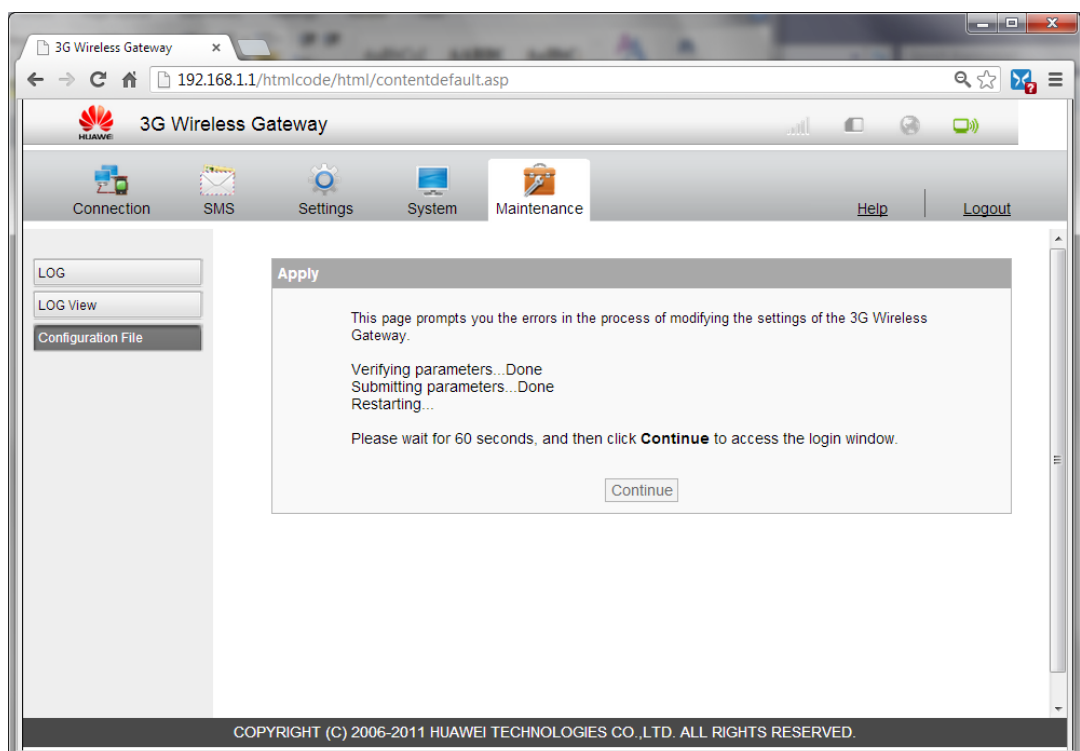 3G Wireless Gateway
192.168.1.1/htmlcode/html/contentdefault.asp
HUAWEI
3G Wireless Gateway
Connection SMS Settings System Maintenance Help Logout
LOG
LOG View
Configuration File
Apply
This page prompts you the errors in the process of modifying the settings of the 3G Wireless
Gateway.
Verifying parameters...Done
Submitting parameters...Done
Restarting...
Please wait for 60 seconds, and then click Continue to access the login window.
Continue
COPYRIGHT (C) 2006-2011 HUAWEI TECHNOLOGIES CO.,LTD. ALL RIGHTS RESERVED.